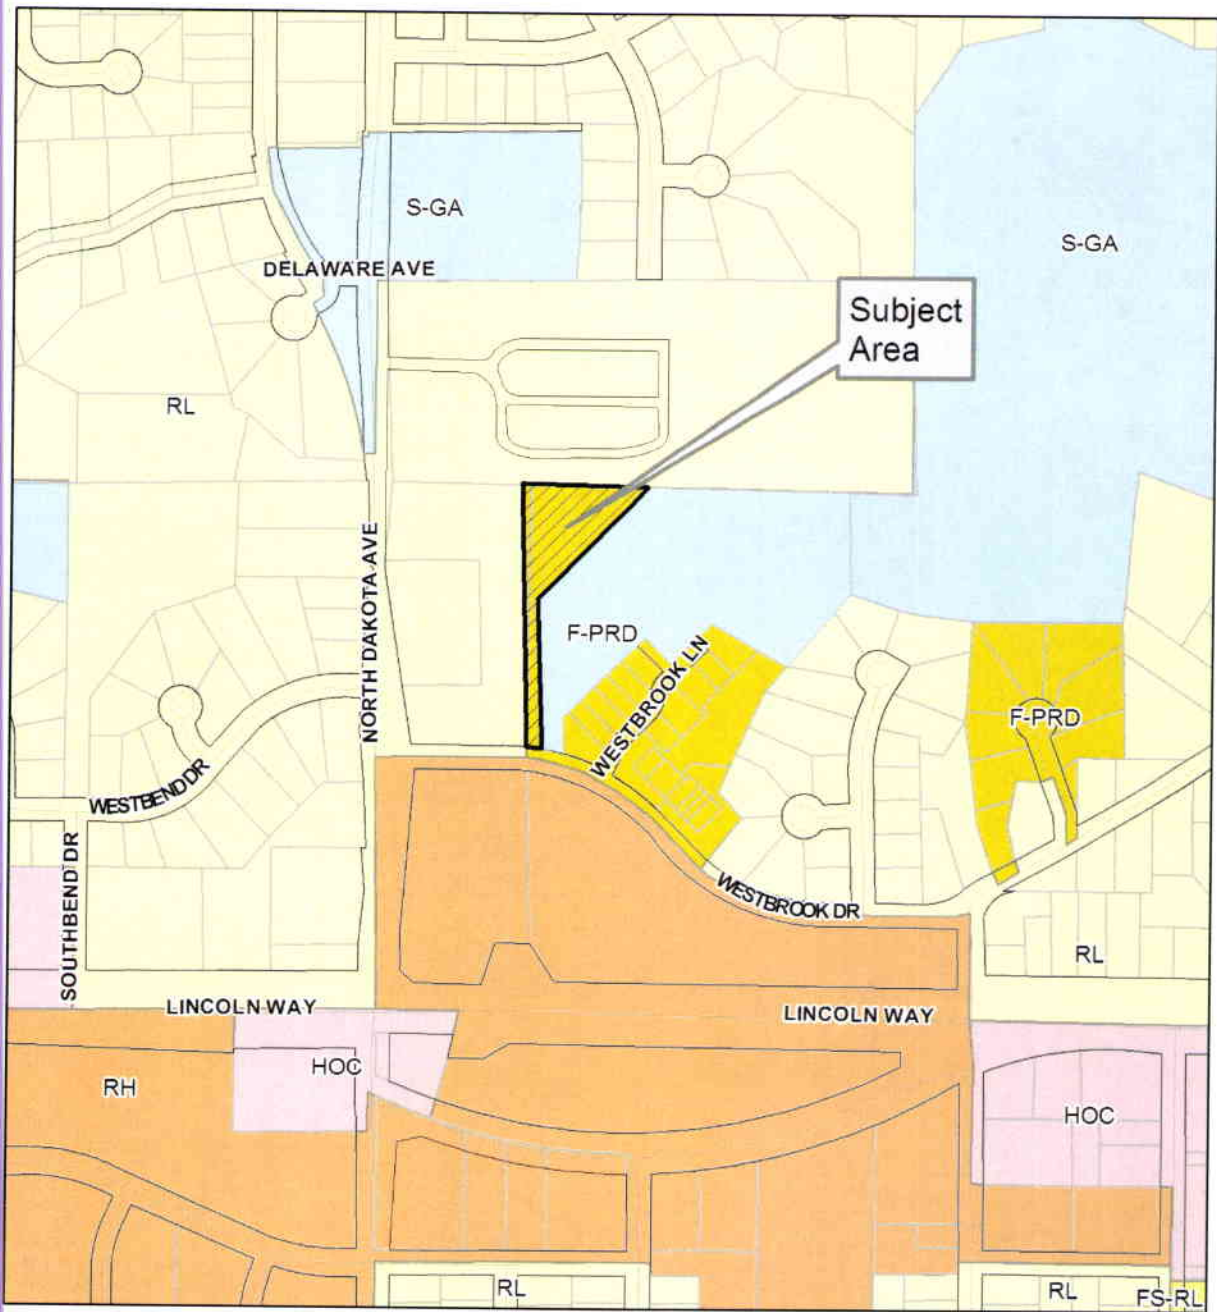 S-GA
S-GA
DELAWARE AVE
Subject
Area
RL
NORTH DAKOTA AVE
F-PRD
WESTBROOK LN
F-PRD
WESTBEND DR
SOUTHBEND DR
WESTBROOK DR
RL
LINCOLN WAY
LINCOLN WAY
HOC
RH
HOC
RL
RL
FS-RL